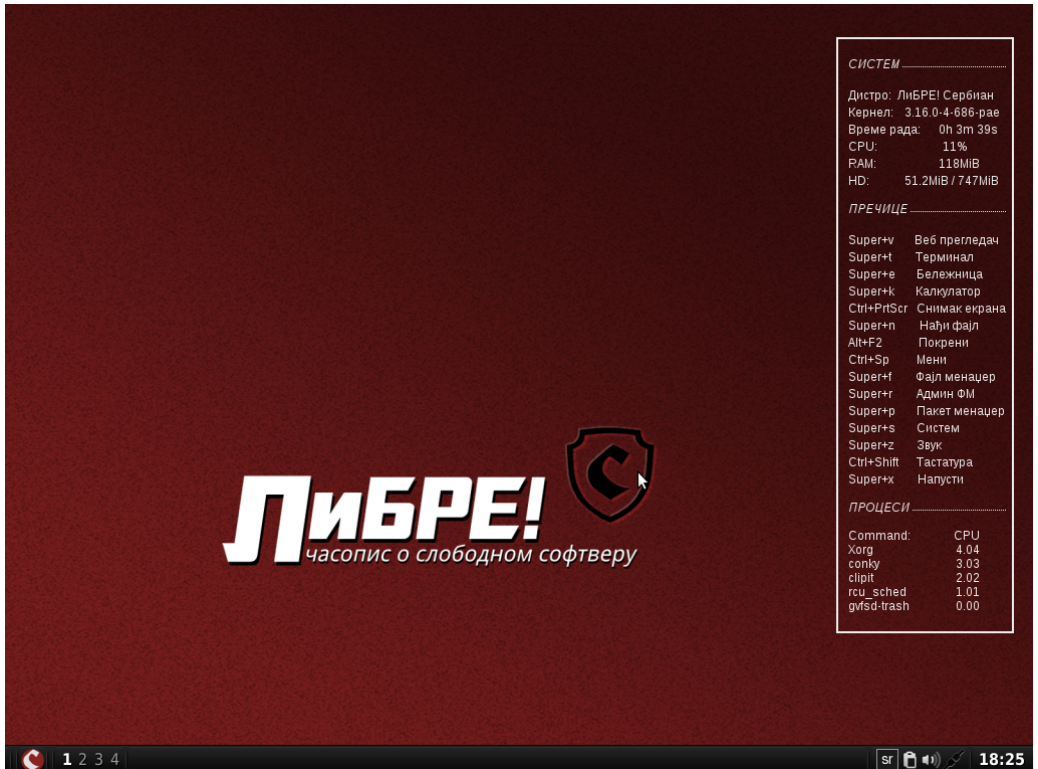 СИСТЕМ
Дистро: ЛиБРЕ! Сербиан
Кернел: 3.16.0-4-686-pae
Време рада: 0h 3m 39s
CPU: 11%
RAM: 118MiB
HD: 51.2MiB / 747MiB
ПРЕЧИЦЕ
Super+v Веб прегледач
Super+t Терминал
Super+e Бележница
Super+k Калкулатор
Ctrl+PrtScr Снимак екрана
Super+n Нађи фајл
Alt+F2 Покрени
Ctrl+Sp Мени
Super+f Фајл менаџер
Super+r Админ ФМ
Super+p Пакет менаџер
Super+s Систем
Super+z Звук
Ctrl+Shift Тастатура
Super+x Напусти
ПРОЦЕСИ
Command: CPU
Xorg 4.04
conky 3.03
clipit 2.02
rcu_sched 1.01
gvfsd-trash 0.00
ЛиБРЕ!
часопис о слободном софтверу
1 2 3 4
sr 18:25